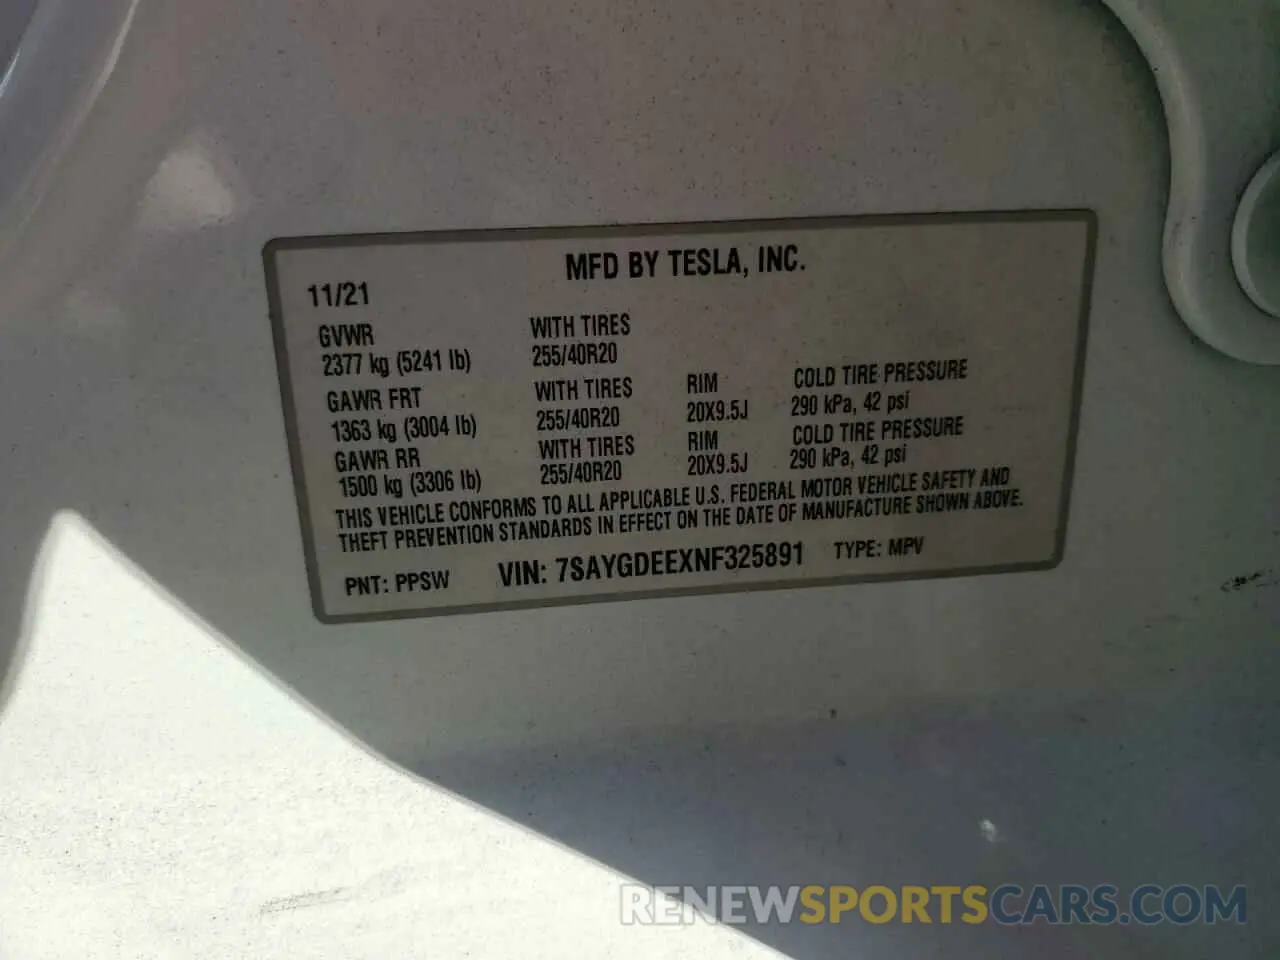 MFD BY TESLA, INC.
11/21
GVWR WITH TIRES
2377 kg (5241 lb) 255/40R20
GAWR FRT WITH TIRES RIM COLD TIRE PRESSURE
1363 kg (3004 lb) 255/40R20 20X9.5J 290 kPa, 42 psi
GAWR RR WITH TIRES RIM COLD TIRE PRESSURE
1500 kg (3306 lb) 255/40R20 20X9.5J 290 kPa, 42 psi
THIS VEHICLE CONFORMS TO ALL APPLICABLE U.S. FEDERAL MOTOR VEHICLE SAFETY AND
THEFT PREVENTION STANDARDS IN EFFECT ON THE DATE OF MANUFACTURE SHOWN ABOVE.
PNT: PPSW VIN: 7SAYGDEEXNF325891 TYPE: MPV
RENEWSPORTSCARS.COM